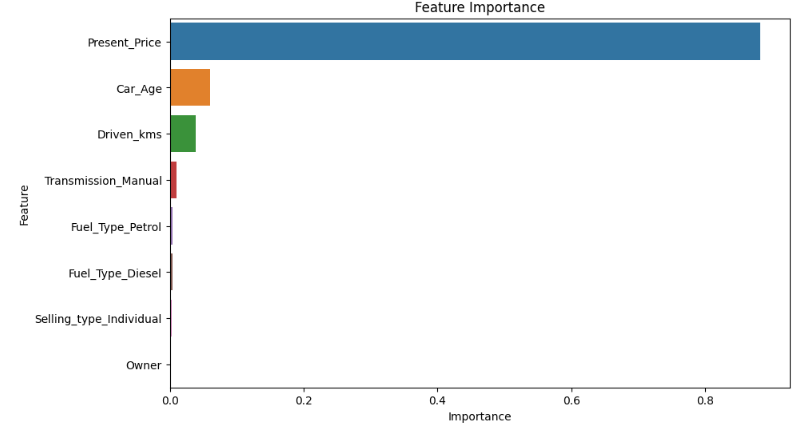 Feature Importance
Present_Price
Car_Age
Driven_kms
Transmission_Manual
Fuel_Type_Petrol
Fuel_Type_Diesel
Selling_type_Individual
Owner
Feature
0.0 0.2 0.4 0.6 0.8
Importance